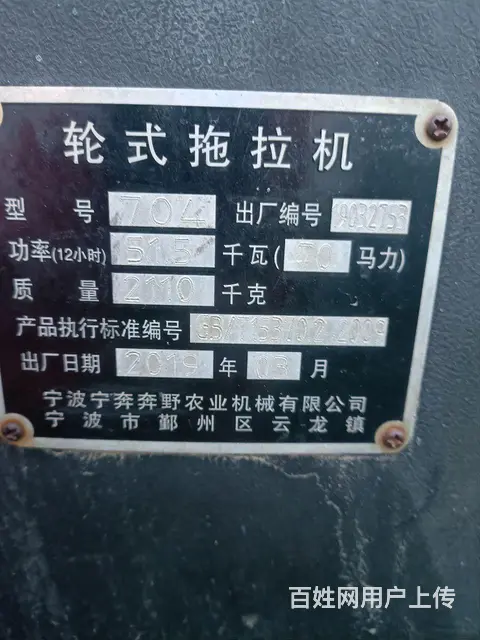 轮式拖拉机
型 号 704 出厂编号
功率(12小时) 51.5 千瓦( 70 马力)
质 量 2110 千克
产品执行标准编号
出厂日期 2019 年 03 月
宁波宁奔奔野农业机械有限公司
宁波市鄞州区云龙镇
百姓网用户上传